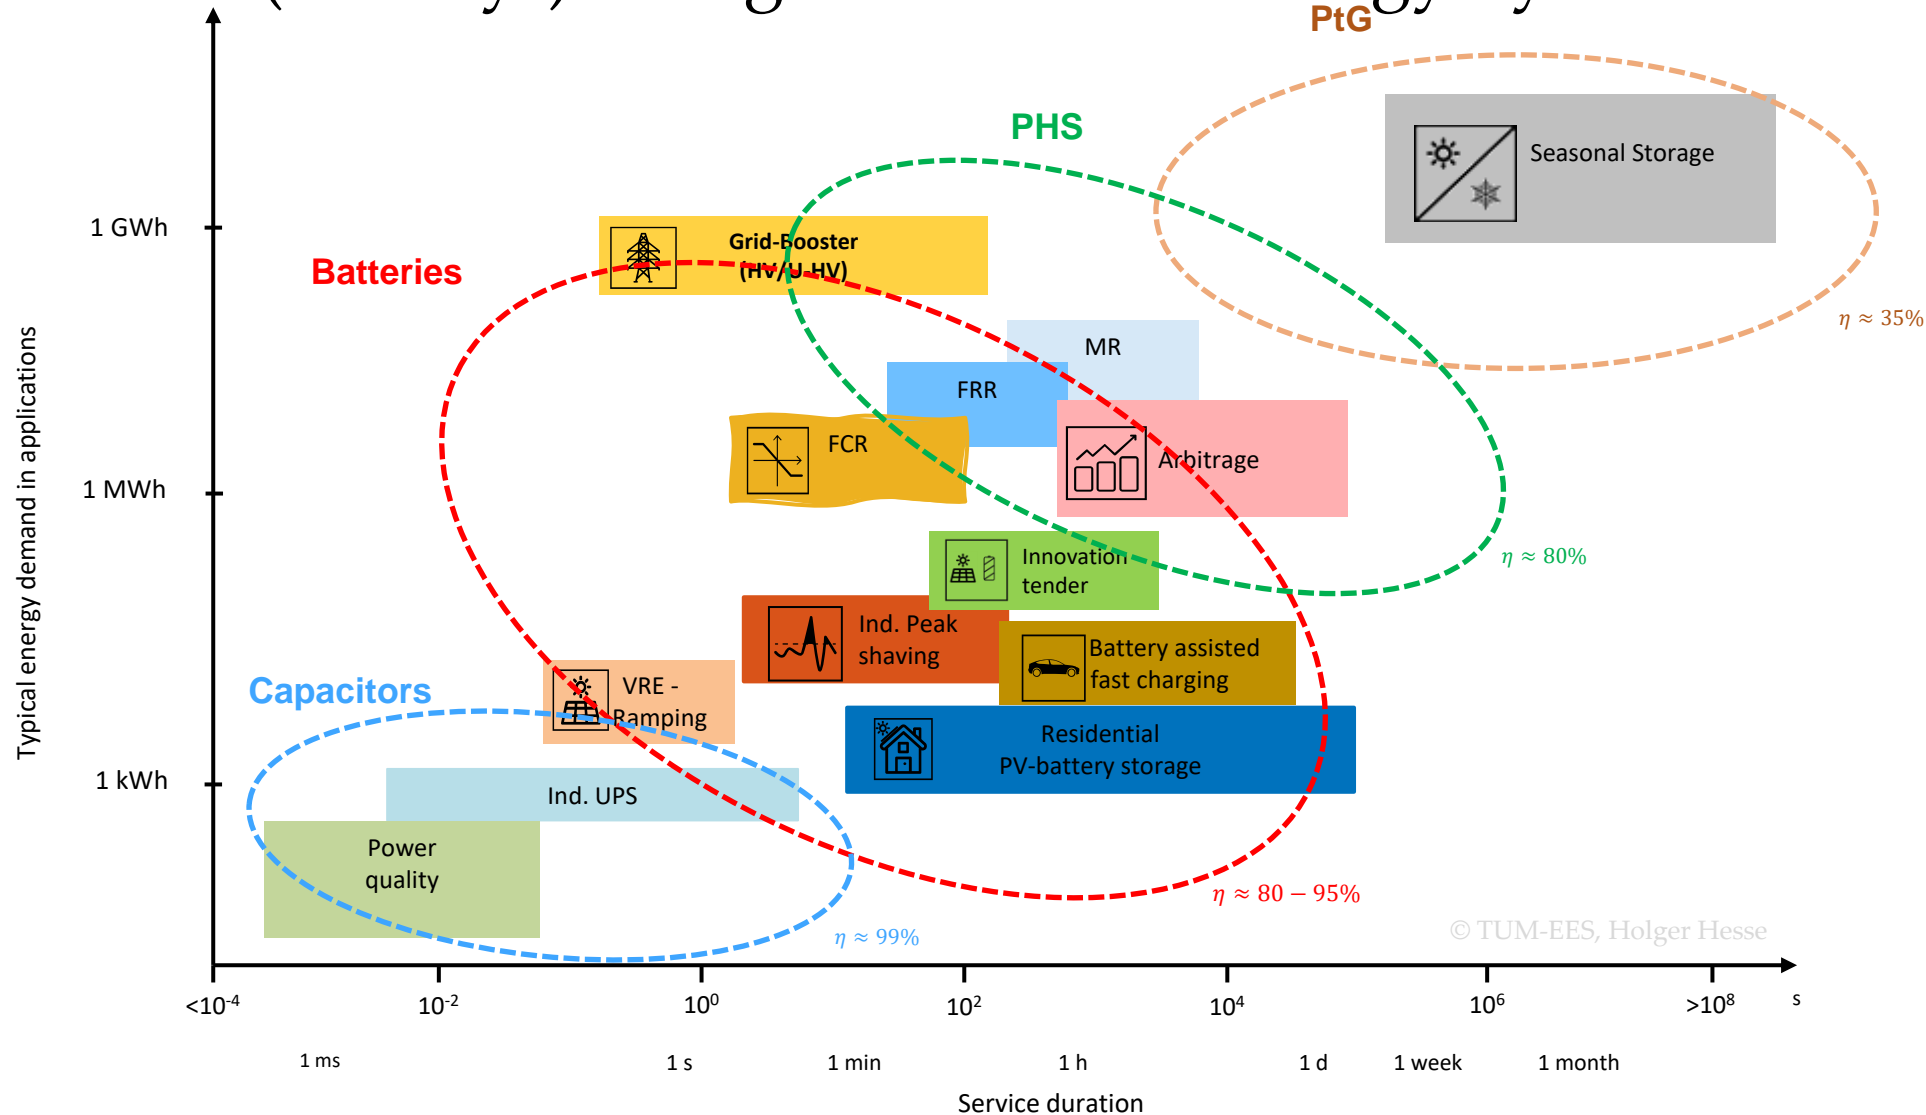 PtG
PHS
Seasonal Storage
1 GWh
Grid-Booster
(HV/U-HV)
Batteries
η ≈ 35%
MR
FRR
FCR
Arbitrage
1 MWh
Typical energy demand in applications
Innovation
tender
η ≈ 80%
Ind. Peak
shaving
Battery assisted
fast charging
Capacitors
VRE -
Ramping
Residential
PV-battery storage
1 kWh
Ind. UPS
Power
quality
η ≈ 80 – 95%
η ≈ 99%
© TUM-EES, Holger Hesse
<10⁻⁴ 10⁻² 10⁰ 10² 10⁴ 10⁶ >10⁸ s
1 ms 1 s 1 min 1 h 1 d 1 week 1 month
Service duration